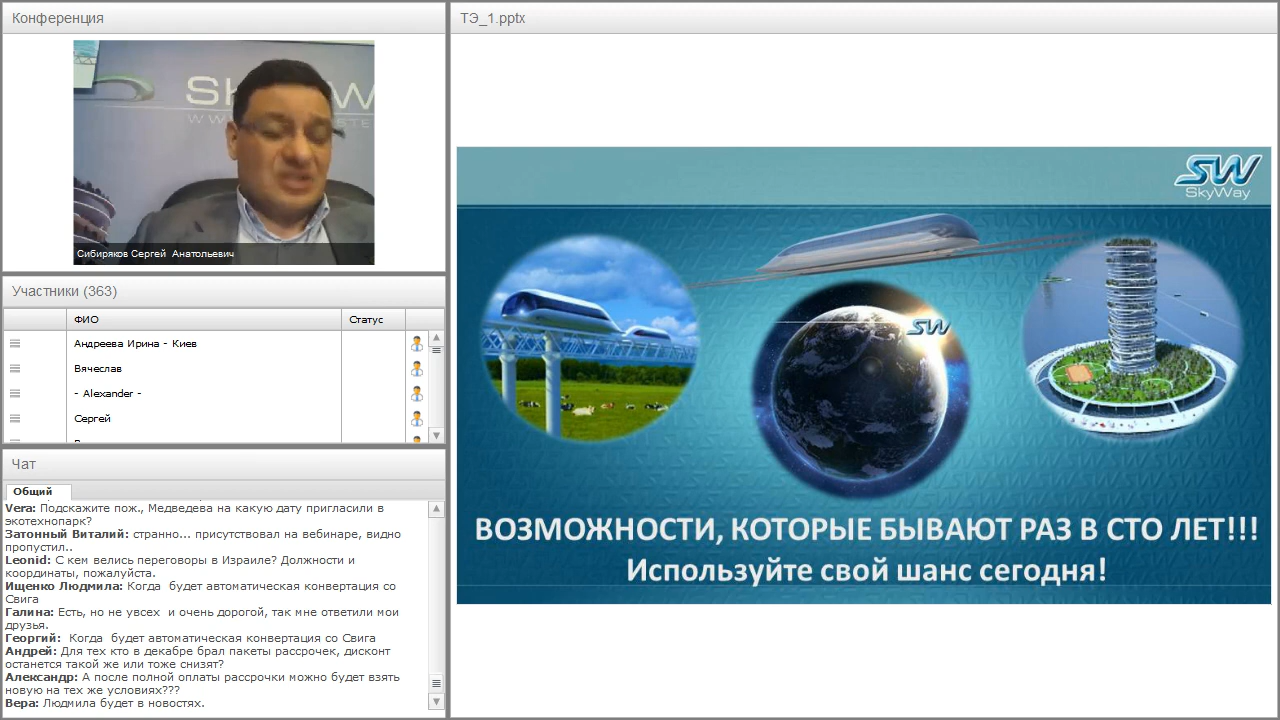 Конференция
SkyW
Сибиряков Сергей Анатольевич
Участники (363)
ФИО
Статус
Андреева Ирина - Киев
Вячеслав
- Alexander -
Сергей
Чат
Общий
Vera: Подскажите пож., Медведева на какую дату пригласили в
экотехнопарк?
Затонный Виталий: странно... присутствовал на вебинаре, видно
пропустил..
Leonid: С кем велись переговоры в Израиле? Должности и
координаты, пожалуйста.
Ищенко Людмила: Когда будет автоматическая конвертация со
Свига
Галина: Есть, но не увсех и очень дорогой, так мне ответили мои
друзья.
Георгий: Когда будет автоматическая конвертация со Свига
Андрей: Для тех кто в декабре брал пакеты рассрочек, дисконт
останется такой же или тоже снизят?
Александр: А после полной оплаты рассрочки можно будет взять
новую на тех же условиях???
Вера: Людмила будет в новостях.
ТЭ_1.pptx
SW
SkyWay
SW
ВОЗМОЖНОСТИ, КОТОРЫЕ БЫВАЮТ РАЗ В СТО ЛЕТ!!!
Используйте свой шанс сегодня!